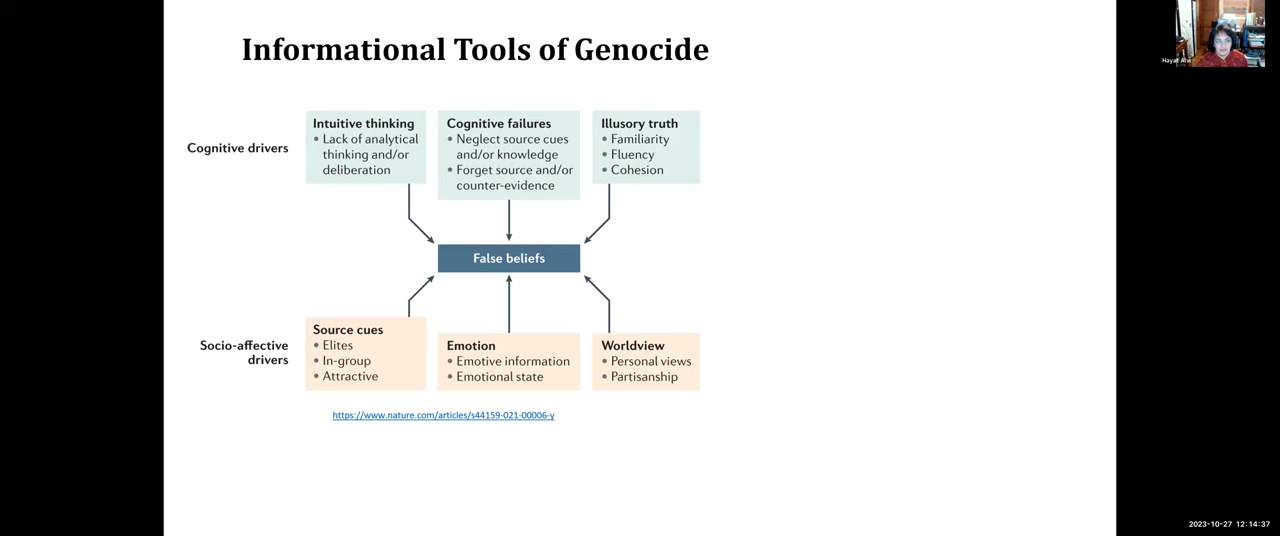 Informational Tools of Genocide
Cognitive drivers
Intuitive thinking
• Lack of analytical
thinking and/or
deliberation
Cognitive failures
• Neglect source cues
and/or knowledge
• Forget source and/or
counter-evidence
Illusory truth
• Familiarity
• Fluency
• Cohesion
False beliefs
Socio-affective
drivers
Source cues
• Elites
• In-group
• Attractive
Emotion
• Emotive information
• Emotional state
Worldview
• Personal views
• Partisanship
https://www.nature.com/articles/s44159-021-00006-y
2023-10-27 12:14:37